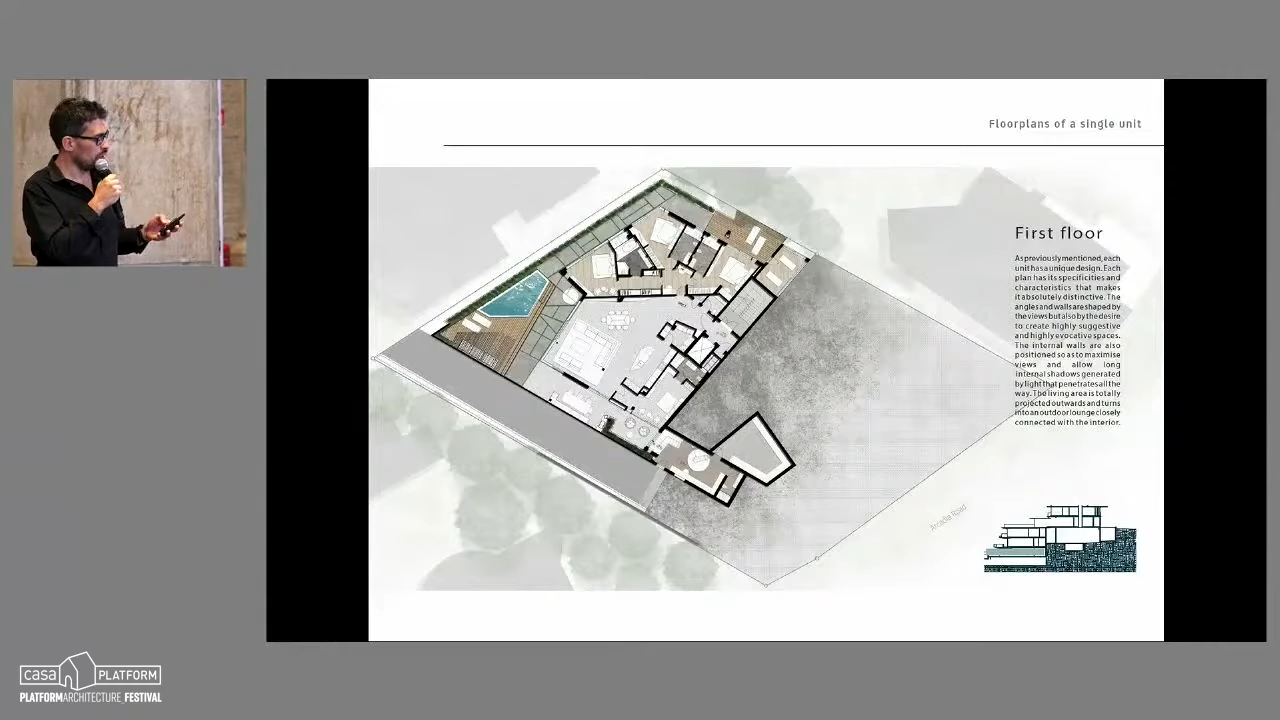 Floorplans of a single unit
First floor
As previously mentioned, each
unit has a unique design. Each
plan has its specificities and
characteristics that makes
it absolutely distinctive. The
angles and walls are shaped by
the views but also by the desire
to create highly suggestive
and highly evocative spaces.
The internal walls are also
positioned so as to maximise
views and allow long
internal shadows generated
by light that penetrates all the
way. The living area is totally
projected outwards and turns
into an outdoor lounge closely
connected with the interior.
Arcadia Road
casa PLATFORM
PLATFORMARCHITECTURE_FESTIVAL